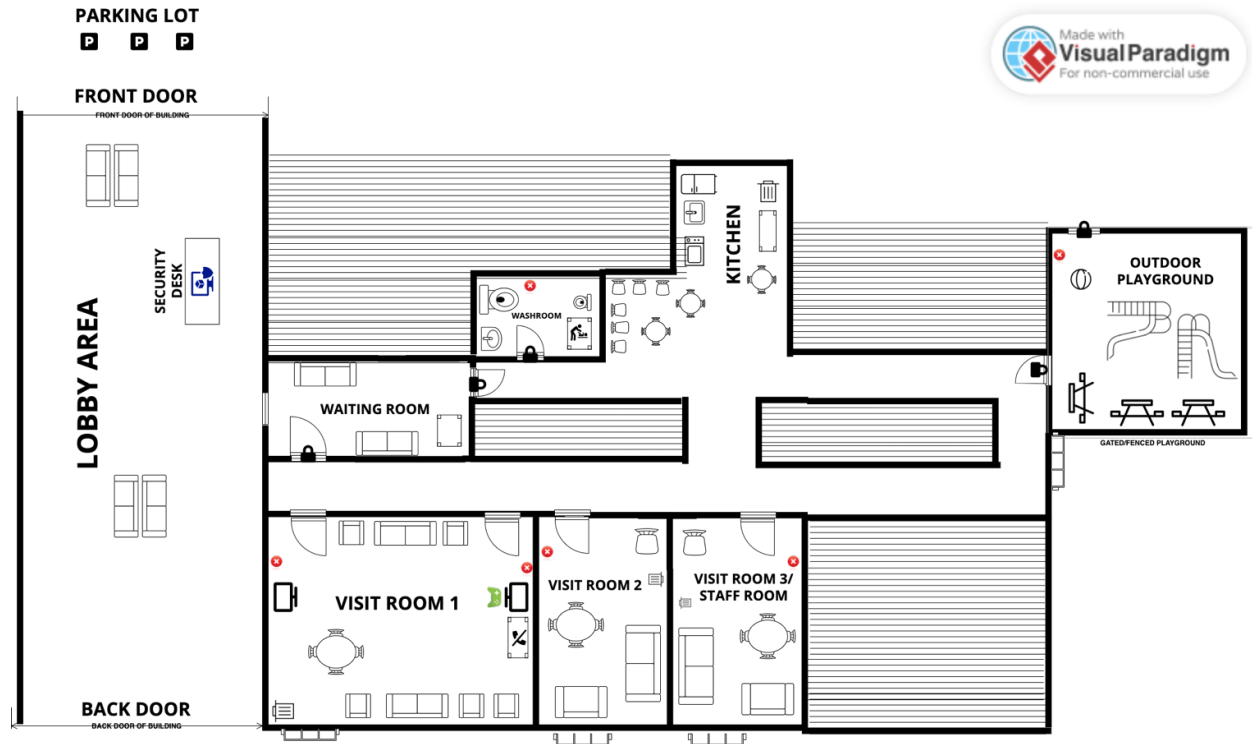 PARKING LOT
P P P
Made with
Visual Paradigm
For non-commercial use
FRONT DOOR
FRONT DOOR OF BUILDING
SECURITY
DESK
LOBBY AREA
KITCHEN
WASHROOM
OUTDOOR
PLAYGROUND
WAITING ROOM
GATED/FENCED PLAYGROUND
VISIT ROOM 1
VISIT ROOM 2
VISIT ROOM 3/
STAFF ROOM
BACK DOOR
BACK DOOR OF BUILDING